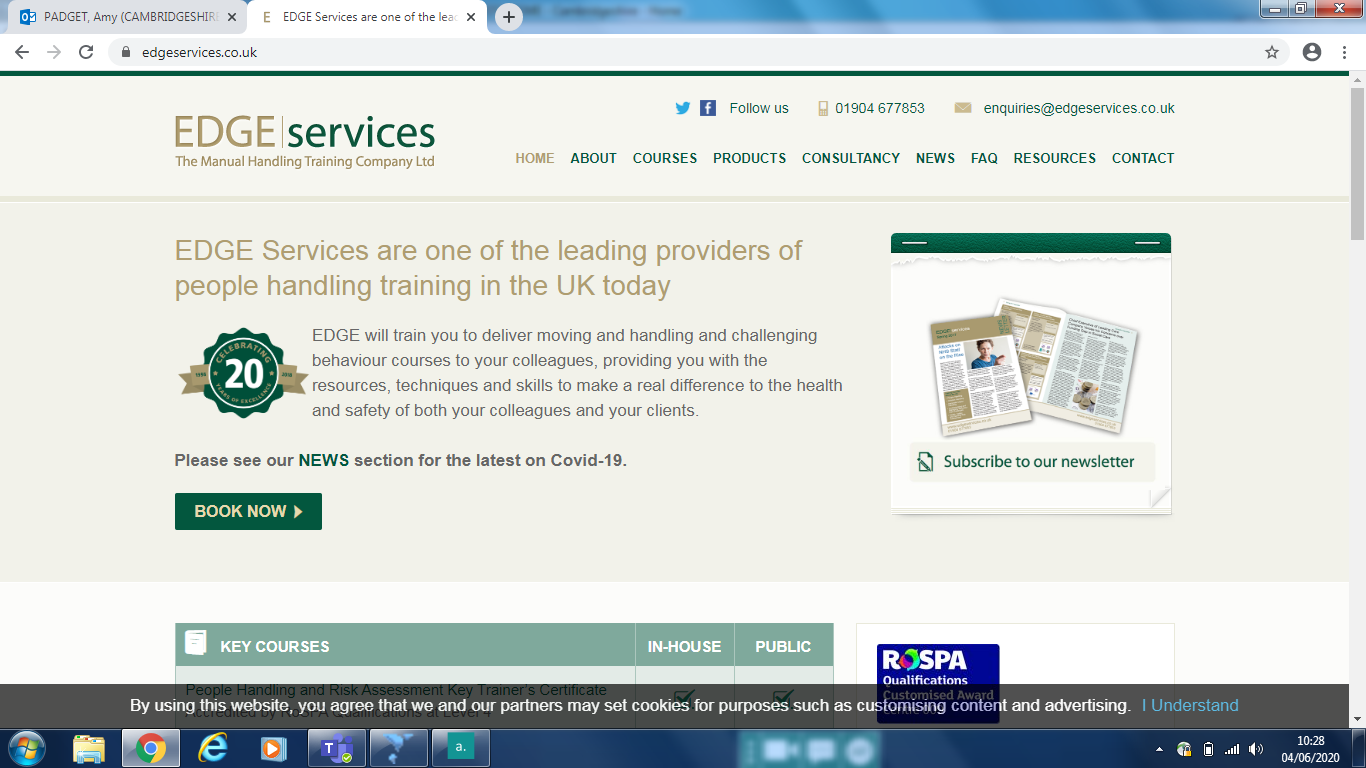 PADGET, Amy (CAMBRIDGESHIRE
EDGE Services are one of the lead
edgeservices.co.uk
EDGE services
The Manual Handling Training Company Ltd
Follow us
01904 677853
enquiries@edgeservices.co.uk
HOME ABOUT COURSES PRODUCTS CONSULTANCY NEWS FAQ RESOURCES CONTACT
EDGE Services are one of the leading providers of
people handling training in the UK today
CELEBRATING
20
YEARS OF EXCELLENCE
EDGE will train you to deliver moving and handling and challenging
behaviour courses to your colleagues, providing you with the
resources, techniques and skills to make a real difference to the health
and safety of both your colleagues and your clients.
Please see our NEWS section for the latest on Covid-19.
BOOK NOW
Subscribe to our newsletter
KEY COURSES IN-HOUSE PUBLIC
People Handling and Risk Assessment Key Trainer's Certificate
Accredited by RoSPA Qualifications at Level 4
ROSPA
Qualifications
Customised Award
By using this website, you agree that we and our partners may set cookies for purposes such as customising content and advertising. I Understand
a.
10:28
04/06/2020